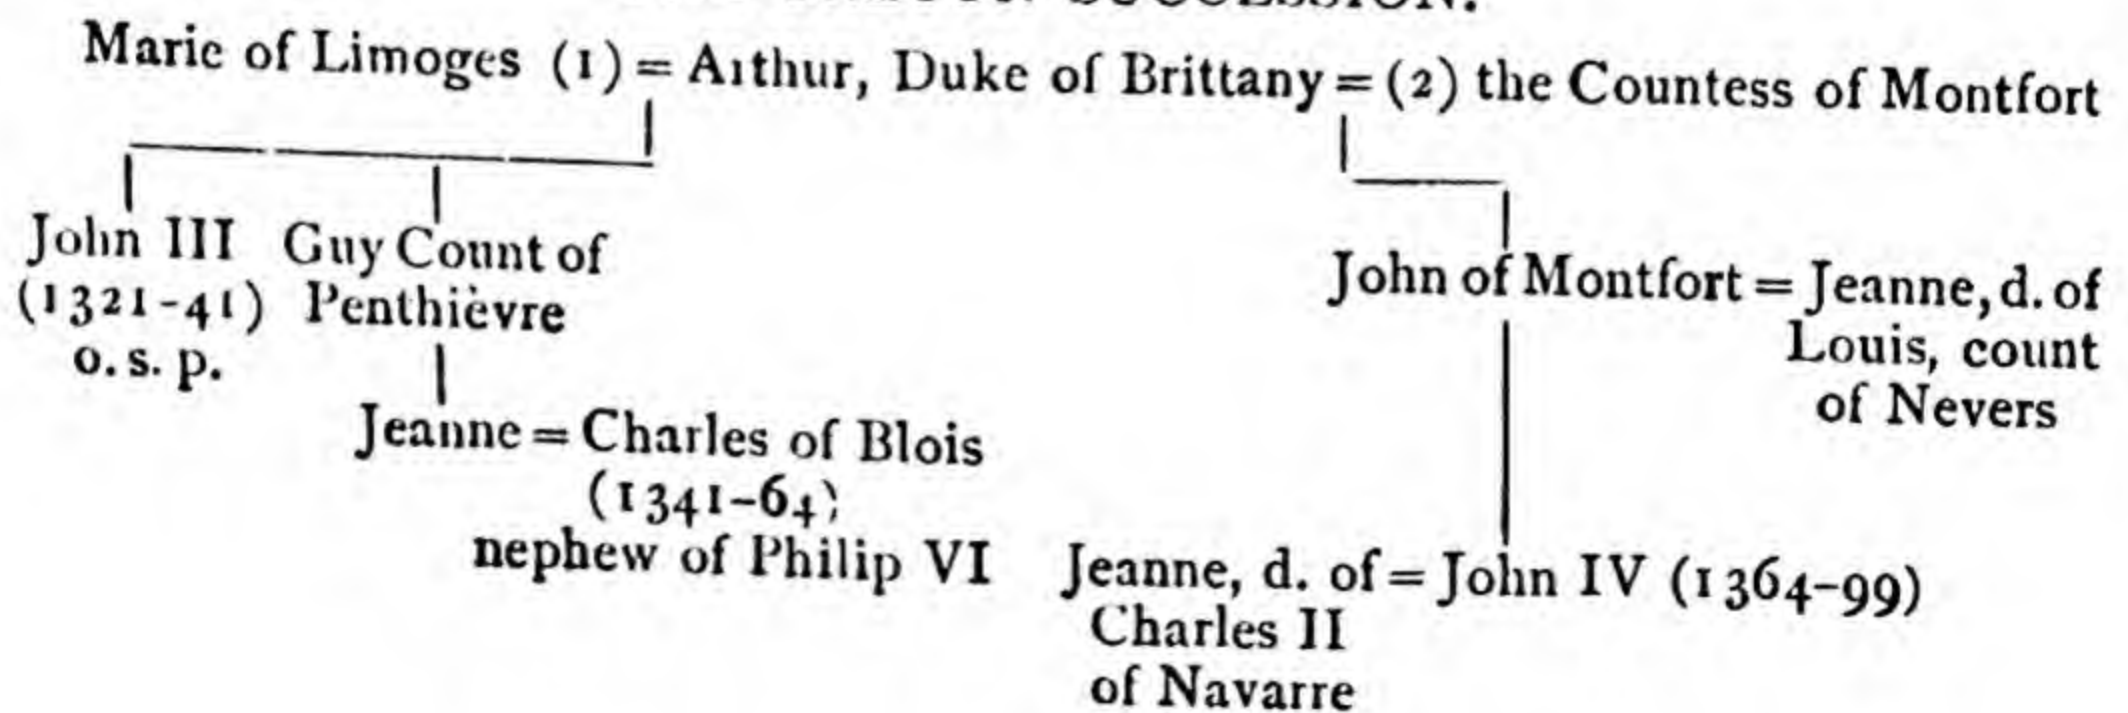 SUCCESSION.
Marie of Limoges (1) = Arthur, Duke of Brittany = (2) the Countess of Montfort
John III Guy Count of
(1321-41) Penthièvre
o. s. p.
John of Montfort = Jeanne, d. of
Louis, count
of Nevers
Jeanne = Charles of Blois
(1341-64)
nephew of Philip VI
Jeanne, d. of = John IV (1364-99)
Charles II
of Navarre